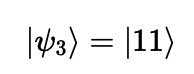 |ψ₃⟩ = |11⟩